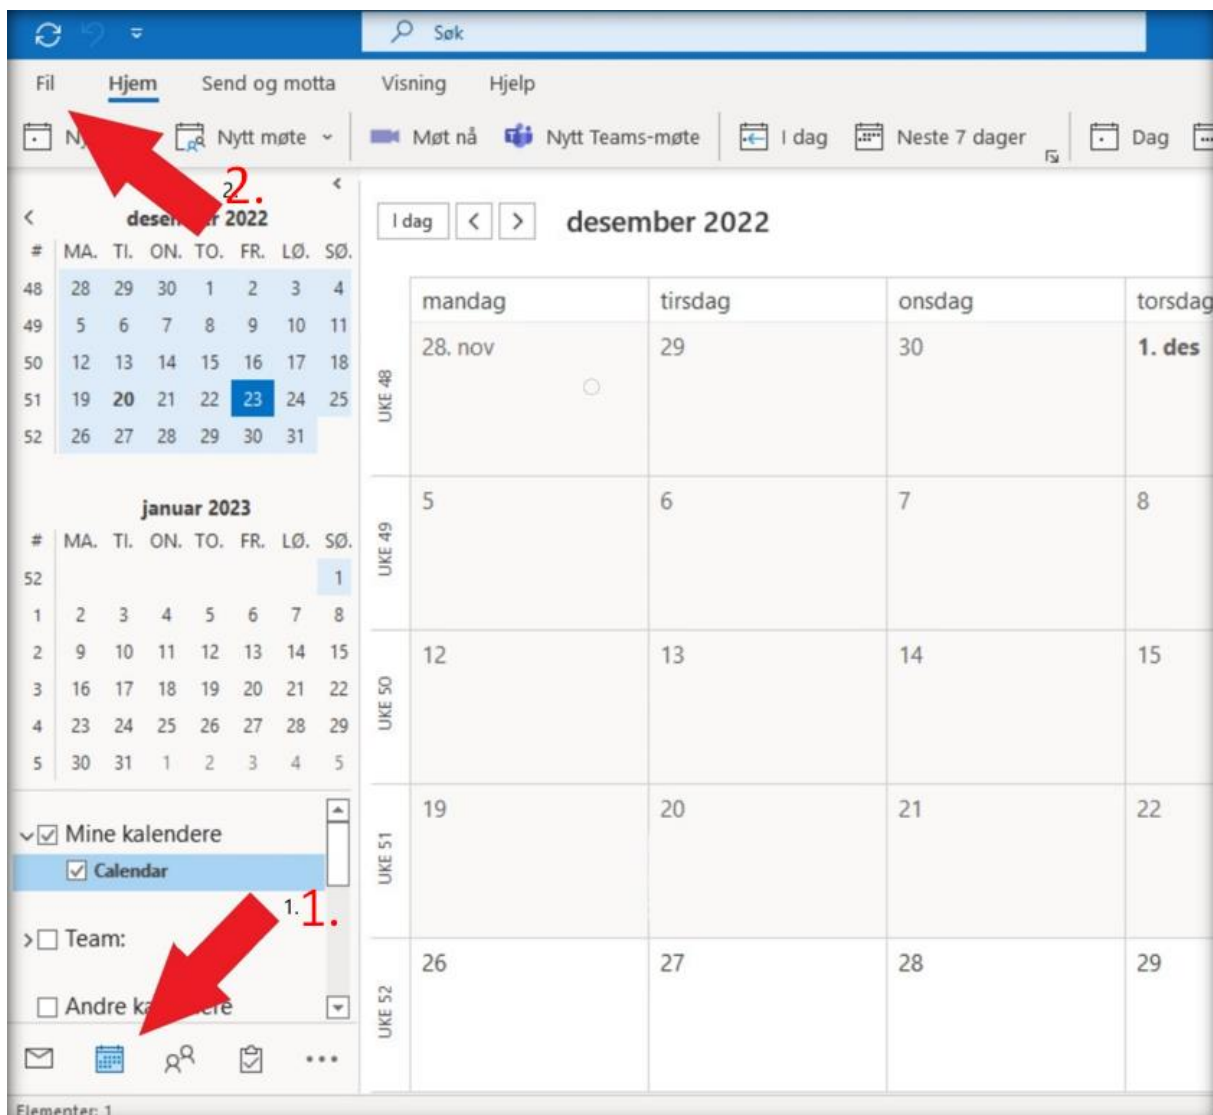 Søk
Fil Hjem Send og motta Visning Hjelp
Nytt møte Møt nå Nytt Teams-møte I dag Neste 7 dager Dag
2. 2.
desember 2022
# MA. TI. ON. TO. FR. LØ. SØ.
48 28 29 30 1 2 3 4
49 5 6 7 8 9 10 11
50 12 13 14 15 16 17 18
51 19 20 21 22 23 24 25
52 26 27 28 29 30 31
januar 2023
# MA. TI. ON. TO. FR. LØ. SØ.
52 1
1 2 3 4 5 6 7 8
2 9 10 11 12 13 14 15
3 16 17 18 19 20 21 22
4 23 24 25 26 27 28 29
5 30 31 1 2 3 4 5
Mine kalendere
Calendar
1. 1.
Team:
Andre kalendere
Elementer: 1
I dag desember 2022
mandag tirsdag onsdag torsdag
UKE 48 28. nov 29 30 1. des
UKE 49 5 6 7 8
UKE 50 12 13 14 15
UKE 51 19 20 21 22
UKE 52 26 27 28 29